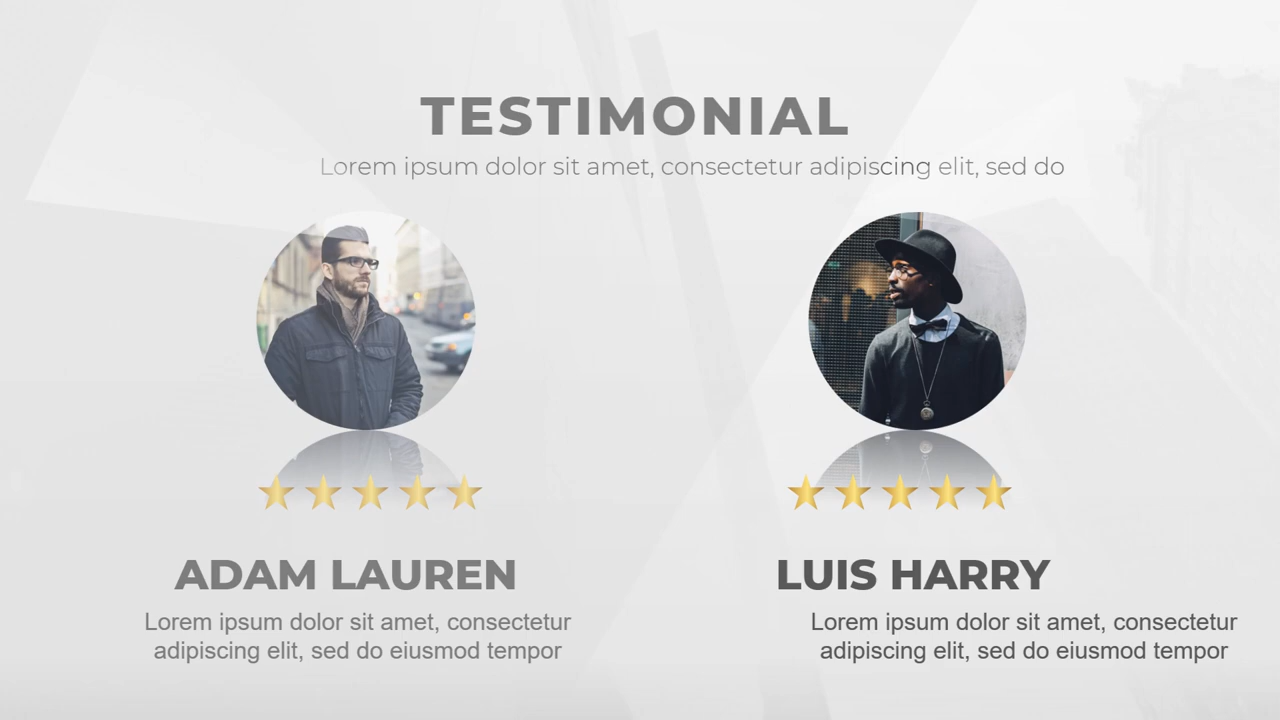 TESTIMONIAL
Lorem ipsum dolor sit amet, consectetur adipiscing elit, sed do
ADAM LAUREN
Lorem ipsum dolor sit amet, consectetur
adipiscing elit, sed do eiusmod tempor
LUIS HARRY
Lorem ipsum dolor sit amet, consectetur
adipiscing elit, sed do eiusmod tempor